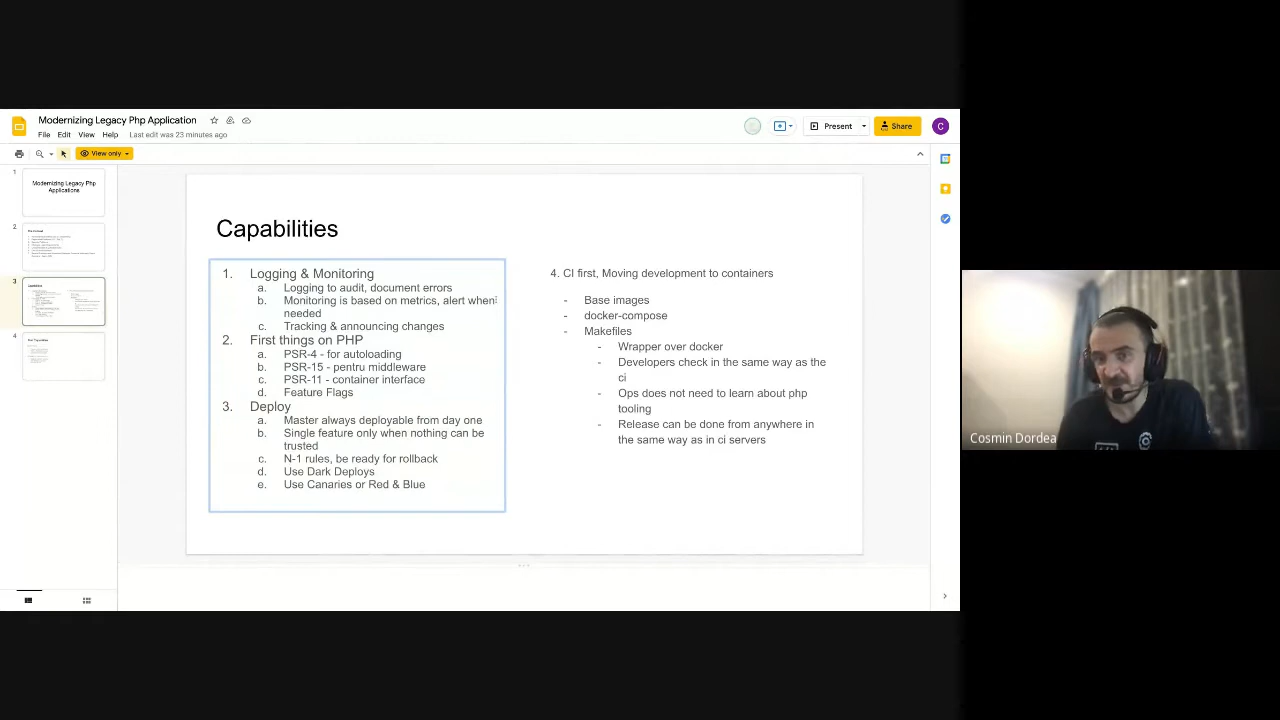 Modernizing Legacy Php Application
File Edit View Help Last edit was 23 minutes ago
Present
Share
C
View only
1
Modernizing Legacy Php
Applications
2
3
4
Capabilities
1. Logging & Monitoring
a. Logging to audit, document errors
b. Monitoring is based on metrics, alert when
needed
c. Tracking & announcing changes
2. First things on PHP
a. PSR-4 - for autoloading
b. PSR-15 - pentru middleware
c. PSR-11 - container interface
d. Feature Flags
3. Deploy
a. Master always deployable from day one
b. Single feature only when nothing can be
trusted
c. N-1 rules, be ready for rollback
d. Use Dark Deploys
e. Use Canaries or Red & Blue
4. CI first, Moving development to containers
- Base images
- docker-compose
- Makefiles
- Wrapper over docker
- Developers check in the same way as the
ci
- Ops does not need to learn about php
tooling
- Release can be done from anywhere in
the same way as in ci servers
Cosmin Dordea